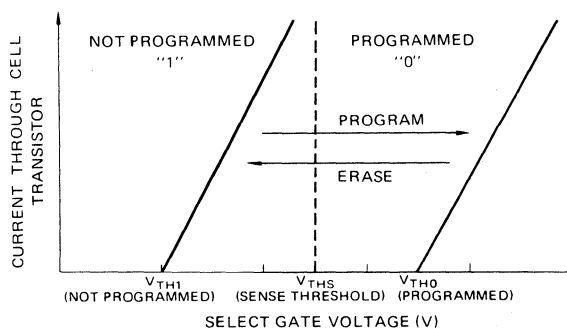 CURRENT THROUGH CELL
TRANSISTOR
NOT PROGRAMMED
"1"
PROGRAMMED
"0"
PROGRAM
ERASE
VTH1
(NOT PROGRAMMED)
VTHS
(SENSE THRESHOLD)
VTH0
(PROGRAMMED)
SELECT GATE VOLTAGE (V)